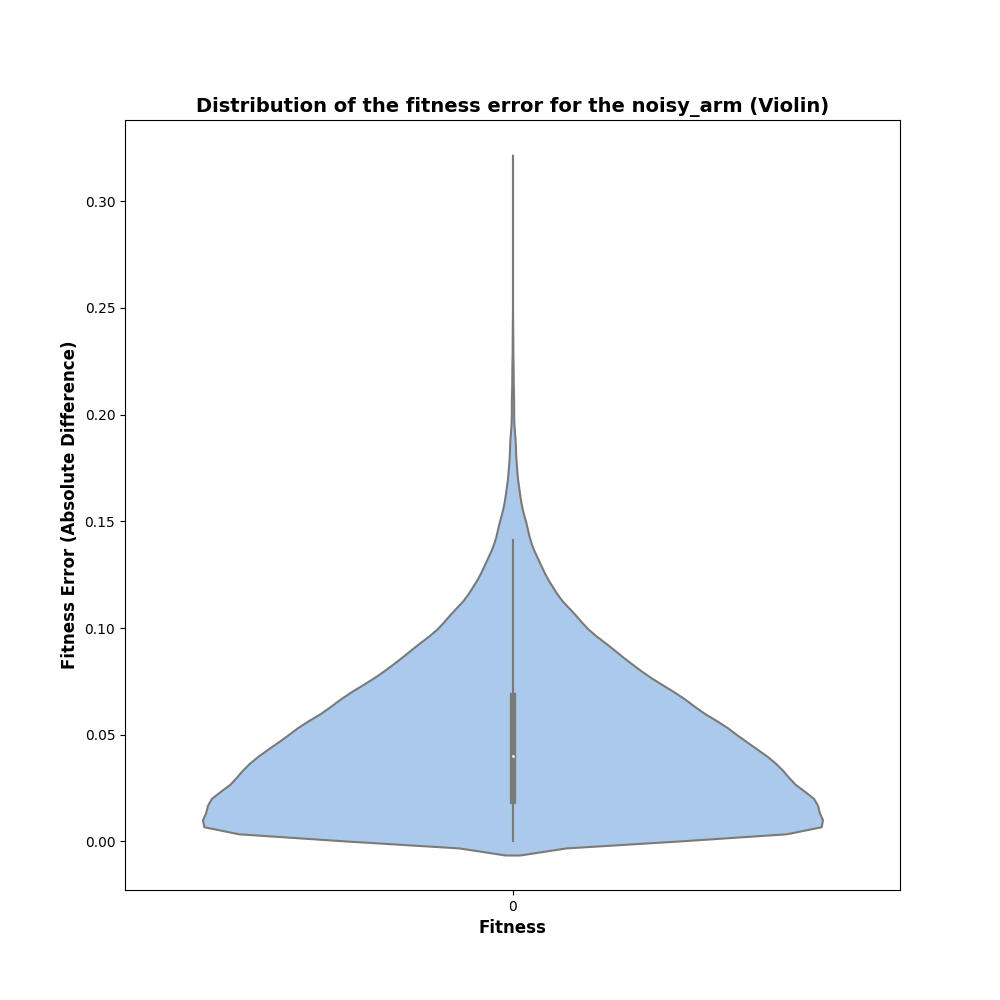 Distribution of the fitness error for the noisy_arm (Violin)
0.30
0.25
0.20
0.15
0.10
0.05
0.00
Fitness Error (Absolute Difference)
0
Fitness